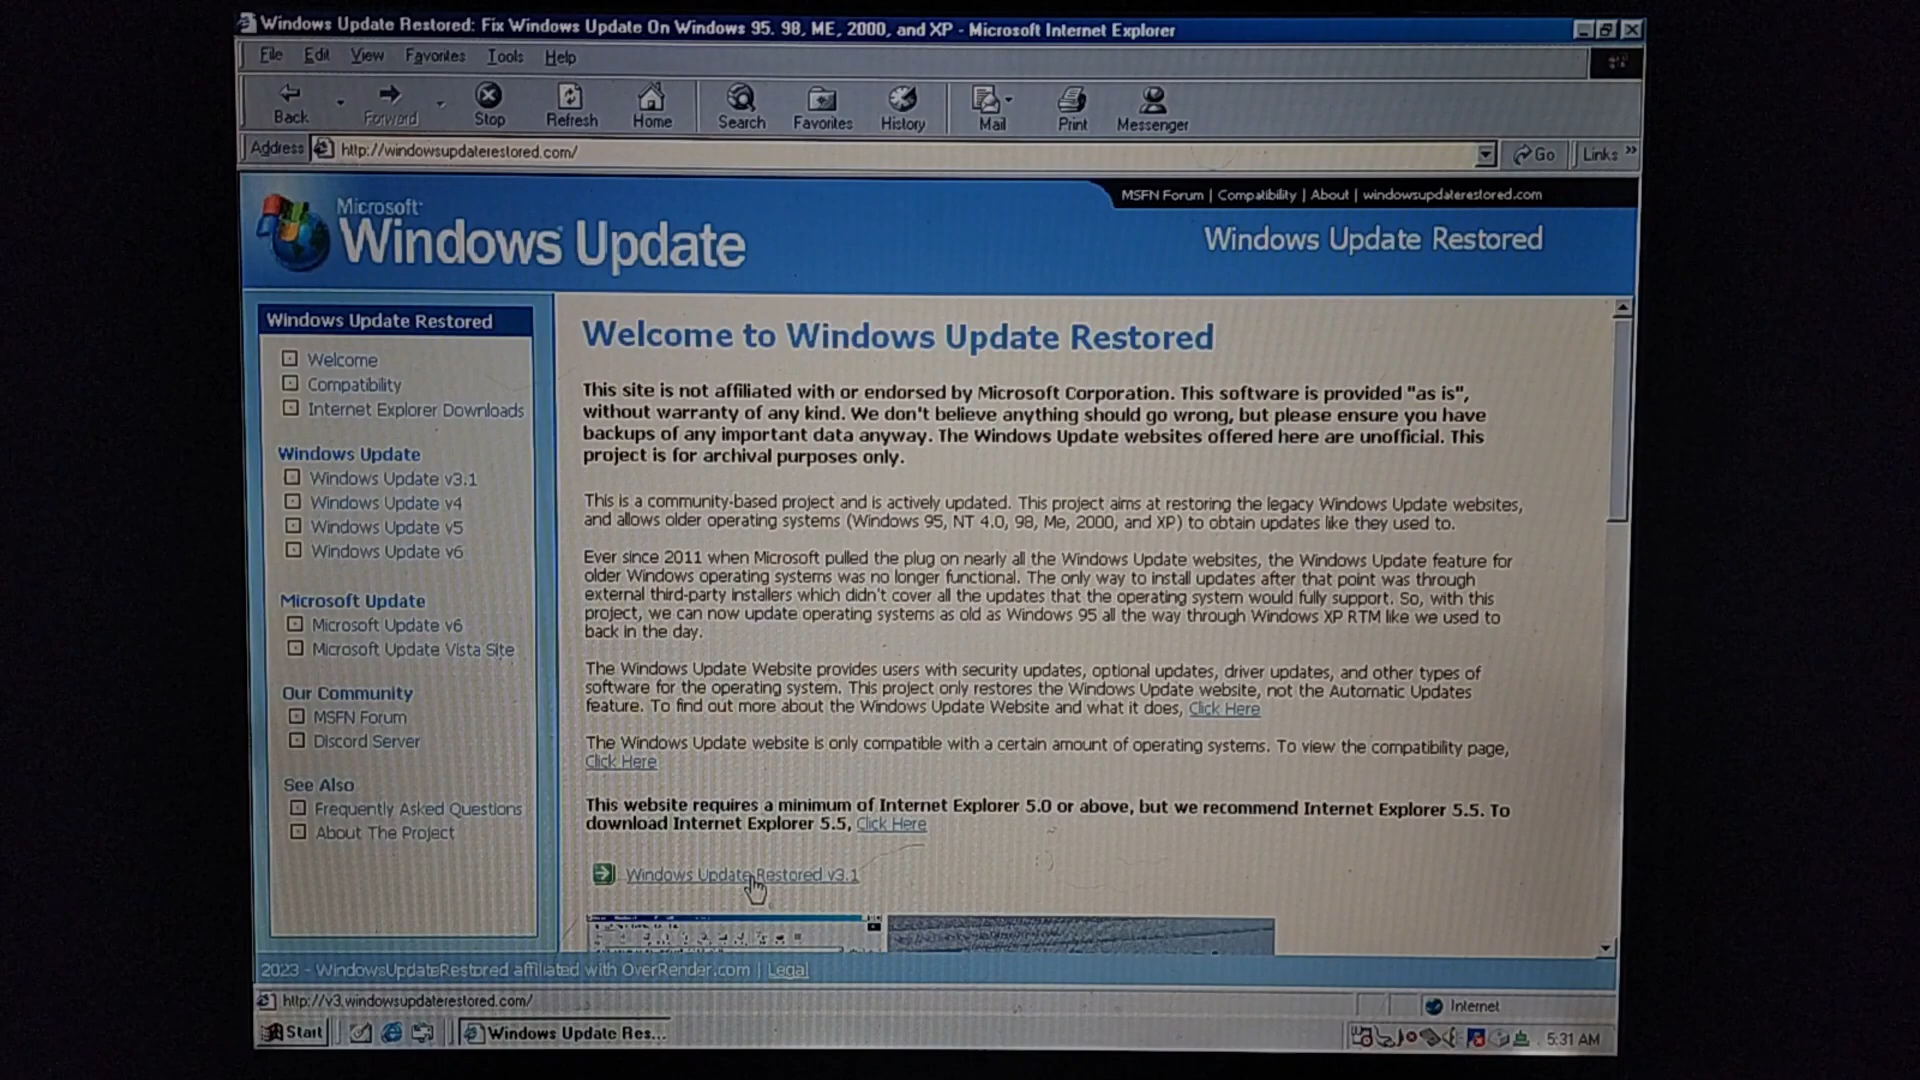 Windows Update Restored: Fix Windows Update On Windows 95. 98, ME, 2000, and XP - Microsoft Internet Explorer
File Edit View Favorites Tools Help
Back Forward Stop Refresh Home Search Favorites History Mail Print Messenger
Address http://windowsupdaterestored.com/ Go Links »
MSFN Forum | Compatibility | About | windowsupdaterestored.com
Microsoft
Windows Update
Windows Update Restored
Windows Update Restored
Welcome
Compatibility
Internet Explorer Downloads
Windows Update
Windows Update v3.1
Windows Update v4
Windows Update v5
Windows Update v6
Microsoft Update
Microsoft Update v6
Microsoft Update Vista Site
Our Community
MSFN Forum
Discord Server
See Also
Frequently Asked Questions
About The Project
Welcome to Windows Update Restored
This site is not affiliated with or endorsed by Microsoft Corporation. This software is provided "as is",
without warranty of any kind. We don't believe anything should go wrong, but please ensure you have
backups of any important data anyway. The Windows Update websites offered here are unofficial. This
project is for archival purposes only.
This is a community-based project and is actively updated. This project aims at restoring the legacy Windows Update websites,
and allows older operating systems (Windows 95, NT 4.0, 98, Me, 2000, and XP) to obtain updates like they used to.
Ever since 2011 when Microsoft pulled the plug on nearly all the Windows Update websites, the Windows Update feature for
older Windows operating systems was no longer functional. The only way to install updates after that point was through
external third-party installers which didn't cover all the updates that the operating system would fully support. So, with this
project, we can now update operating systems as old as Windows 95 all the way through Windows XP RTM like we used to
back in the day.
The Windows Update Website provides users with security updates, optional updates, driver updates, and other types of
software for the operating system. This project only restores the Windows Update website, not the Automatic Updates
feature. To find out more about the Windows Update Website and what it does, Click Here
The Windows Update website is only compatible with a certain amount of operating systems. To view the compatibility page,
Click Here
This website requires a minimum of Internet Explorer 5.0 or above, but we recommend Internet Explorer 5.5. To
download Internet Explorer 5.5, Click Here
Windows Update Restored v3.1
2023 - WindowsUpdateRestored affiliated with OverRender.com | Legal
http://v3.windowsupdaterestored.com/
Internet
Start
Windows Update Res...
5:31 AM